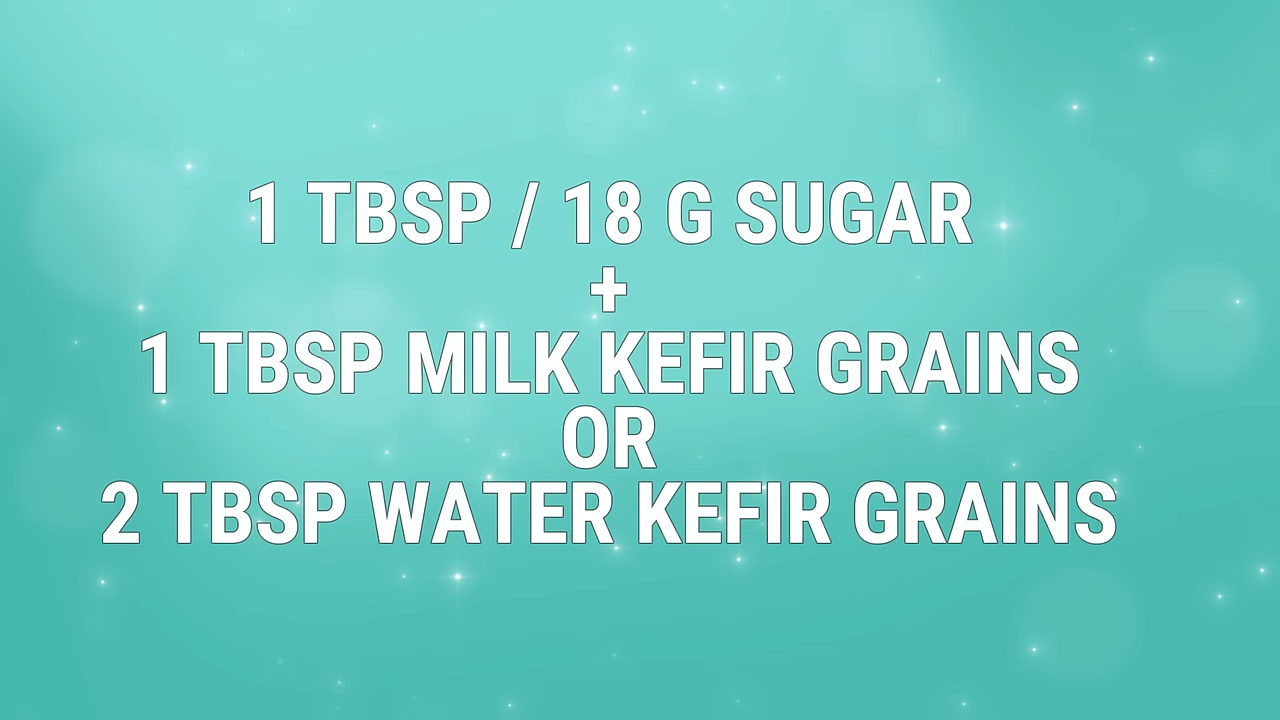 1 TBSP / 18 G SUGAR
+
1 TBSP MILK KEFIR GRAINS
OR
2 TBSP WATER KEFIR GRAINS